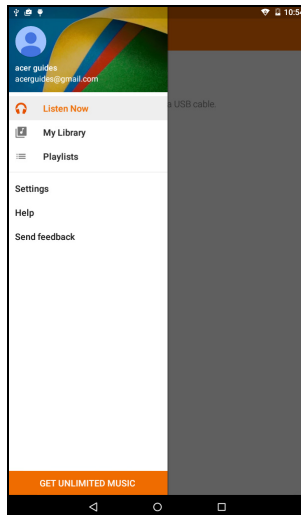 10:54
acer guides
acerguides@gmail.com
Listen Now
a USB cable.
My Library
Playlists
Settings
Help
Send feedback
GET UNLIMITED MUSIC